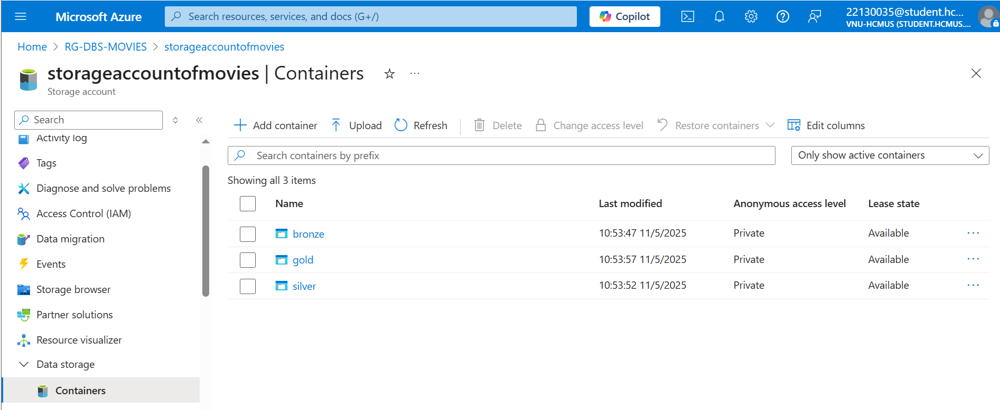 Microsoft Azure
Search resources, services, and docs (G+/)
Copilot
22130035@student.hc...
VNU-HCMUS (STUDENT.HCMUS....
Home > RG-DBS-MOVIES > storageaccountofmovies
storageaccountofmovies | Containers
Storage account
Search
Activity log
Tags
Diagnose and solve problems
Access Control (IAM)
Data migration
Events
Storage browser
Partner solutions
Resource visualizer
Data storage
Containers
Add container Upload Refresh Delete Change access level Restore containers Edit columns
Search containers by prefix
Only show active containers
Showing all 3 items
Name Last modified Anonymous access level Lease state
bronze 10:53:47 11/5/2025 Private Available
gold 10:53:57 11/5/2025 Private Available
silver 10:53:52 11/5/2025 Private Available